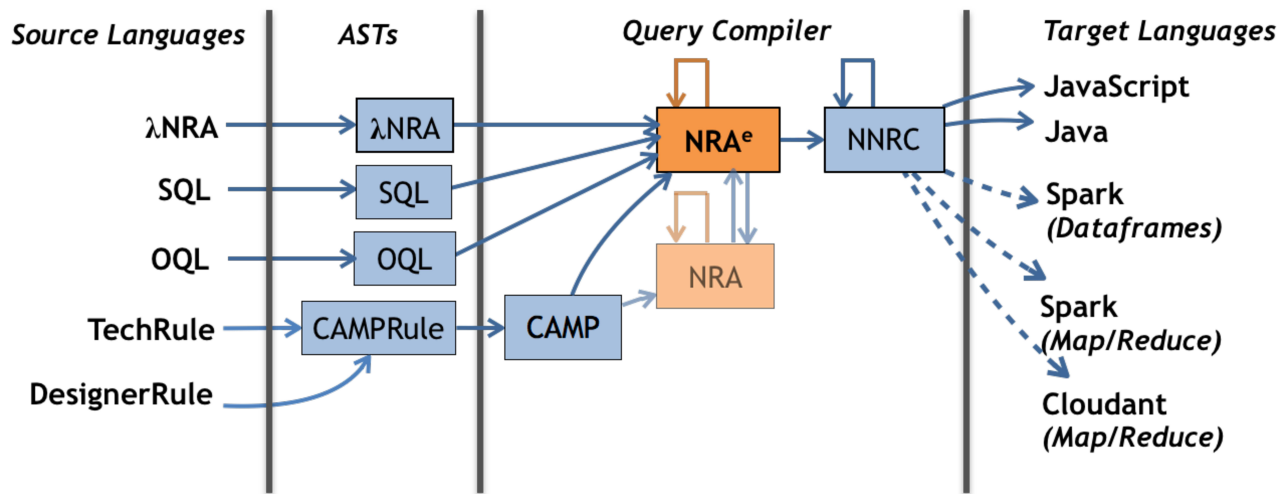 Source Languages
ASTs
Query Compiler
Target Languages
λNRA
SQL
OQL
TechRule
DesignerRule
λNRA
SQL
OQL
CAMPRule
CAMP
NRAᵉ
NRA
NNRC
JavaScript
Java
Spark
(Dataframes)
Spark
(Map/Reduce)
Cloudant
(Map/Reduce)